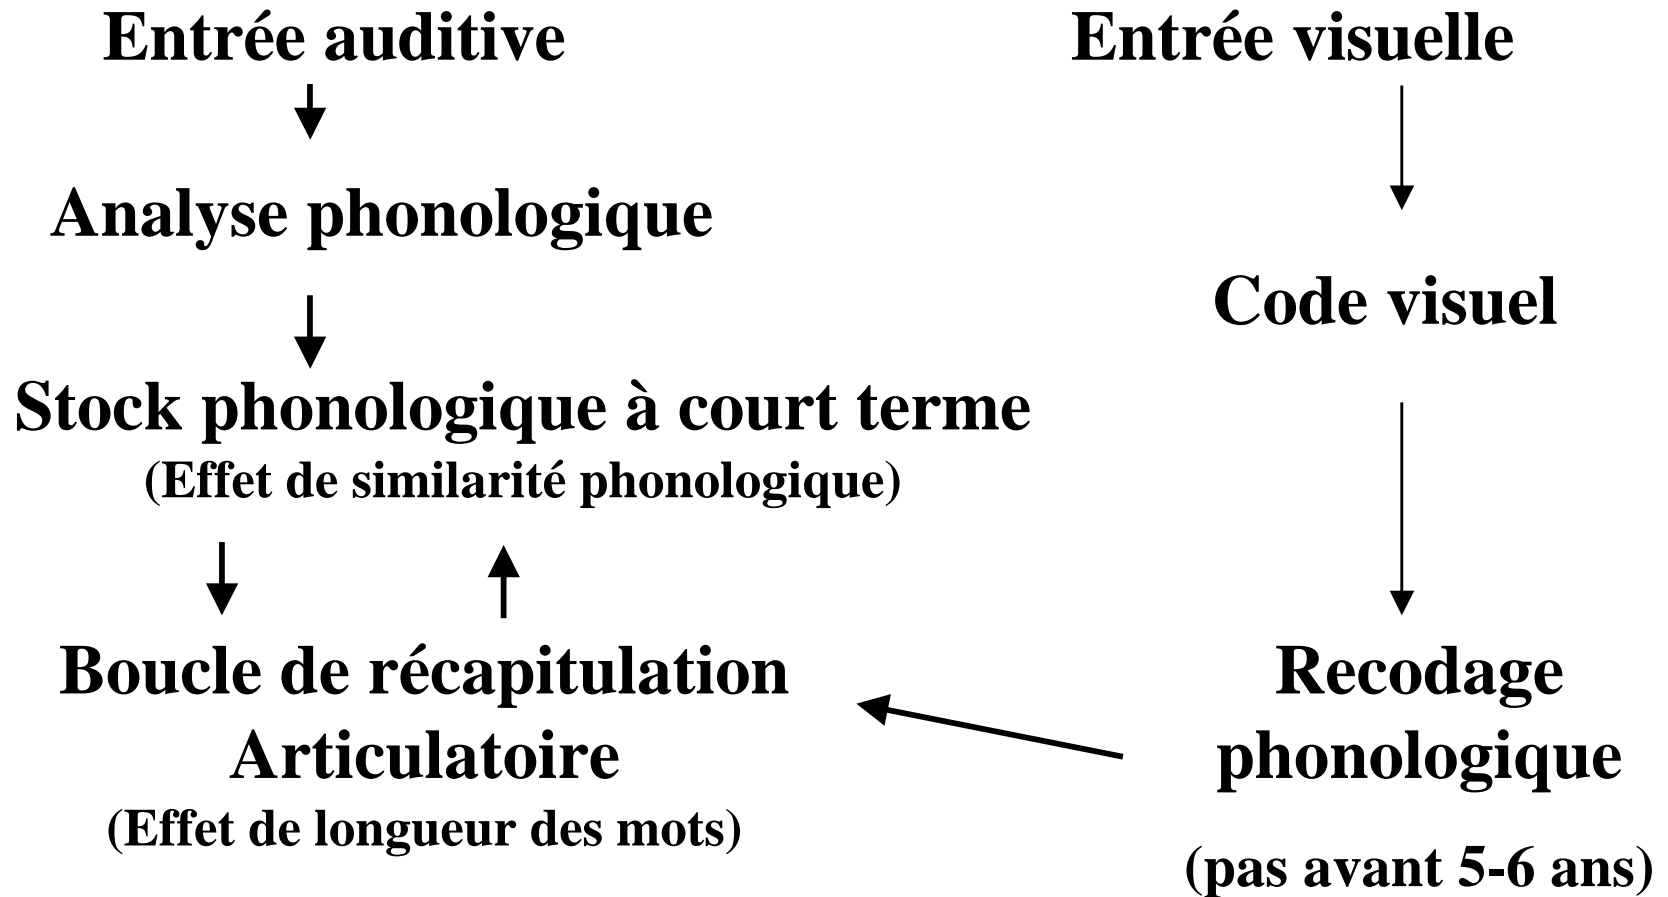 Entrée auditive
Analyse phonologique
Stock phonologique à court terme
(Effet de similarité phonologique)
Boucle de récapitulation
Articulatoire
(Effet de longueur des mots)
Entrée visuelle
Code visuel
Recodage
phonologique
(pas avant 5-6 ans)